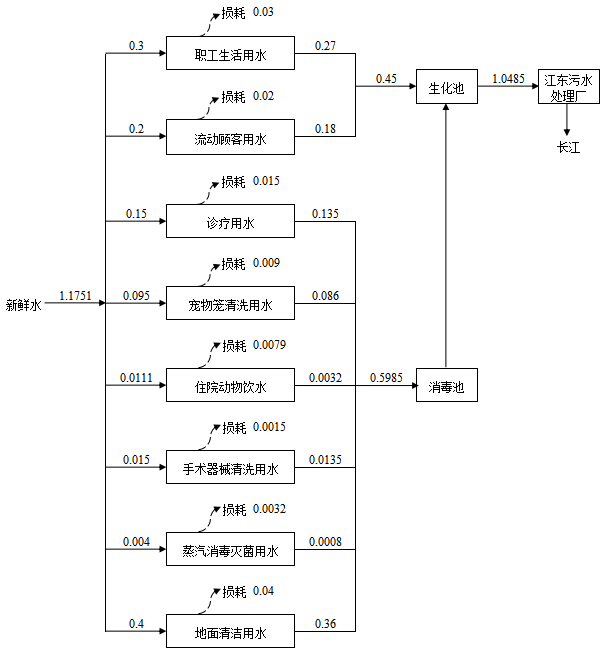 损耗 0.03
0.3
职工生活用水
0.27
0.45
生化池
1.0485
江东污水
处理厂
长江
损耗 0.02
0.2
流动顾客用水
0.18
损耗 0.015
0.15
诊疗用水
0.135
损耗 0.009
新鲜水
1.1751
0.095
宠物笼清洗用水
0.086
损耗 0.0079
0.0111
住院动物饮水
0.0032
0.5985
消毒池
损耗 0.0015
0.015
手术器械清洗用水
0.0135
损耗 0.0032
0.004
蒸汽消毒灭菌用水
0.0008
损耗 0.04
0.4
地面清洁用水
0.36